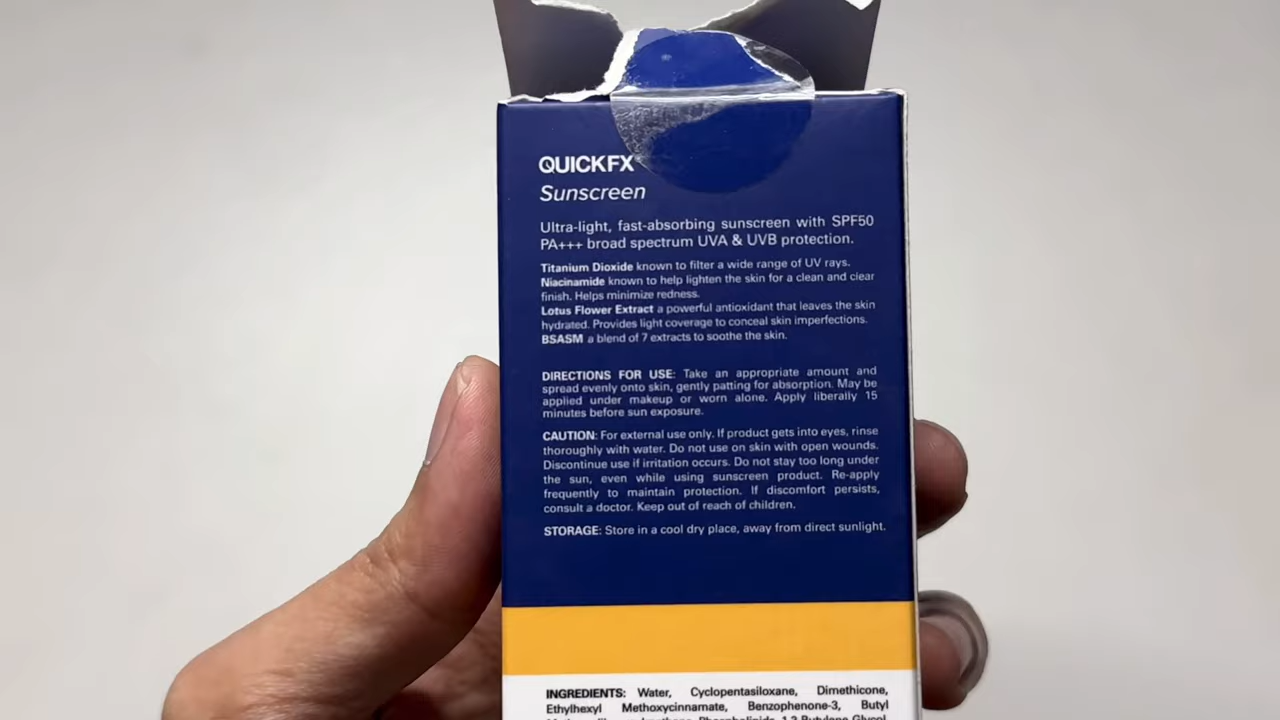 QUICKFX
Sunscreen
Ultra-light, fast-absorbing sunscreen with SPF50
PA+++ broad spectrum UVA & UVB protection.
Titanium Dioxide known to filter a wide range of UV rays.
Niacinamide known to help lighten the skin for a clean and clear
finish. Helps minimize redness.
Lotus Flower Extract a powerful antioxidant that leaves the skin
hydrated. Provides light coverage to conceal skin imperfections.
BSASM a blend of 7 extracts to soothe the skin.
DIRECTIONS FOR USE: Take an appropriate amount and
spread evenly onto skin, gently patting for absorption. May be
applied under makeup or worn alone. Apply liberally 15
minutes before sun exposure.
CAUTION: For external use only. If product gets into eyes, rinse
thoroughly with water. Do not use on skin with open wounds.
Discontinue use if irritation occurs. Do not stay too long under
the sun, even while using sunscreen product. Re-apply
frequently to maintain protection. If discomfort persists,
consult a doctor. Keep out of reach of children.
STORAGE: Store in a cool dry place, away from direct sunlight.
INGREDIENTS: Water, Cyclopentasiloxane, Dimethicone,
Ethylhexyl Methoxycinnamate, Benzophenone-3, Butyl